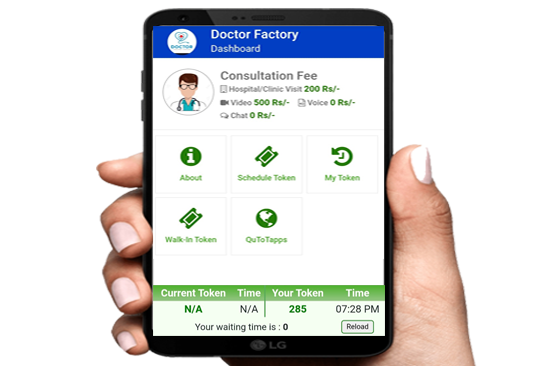 DOCTOR
Doctor Factory
Dashboard
Consultation Fee
Hospital/Clinic Visit 200 Rs/-
Video 500 Rs/- Voice 0 Rs/-
Chat 0 Rs/-
About Schedule Token My Token
Walk-In Token QuToTapps
Current Token Time Your Token Time
N/A N/A 285 07:28 PM
Your waiting time is : 0 Reload
LG